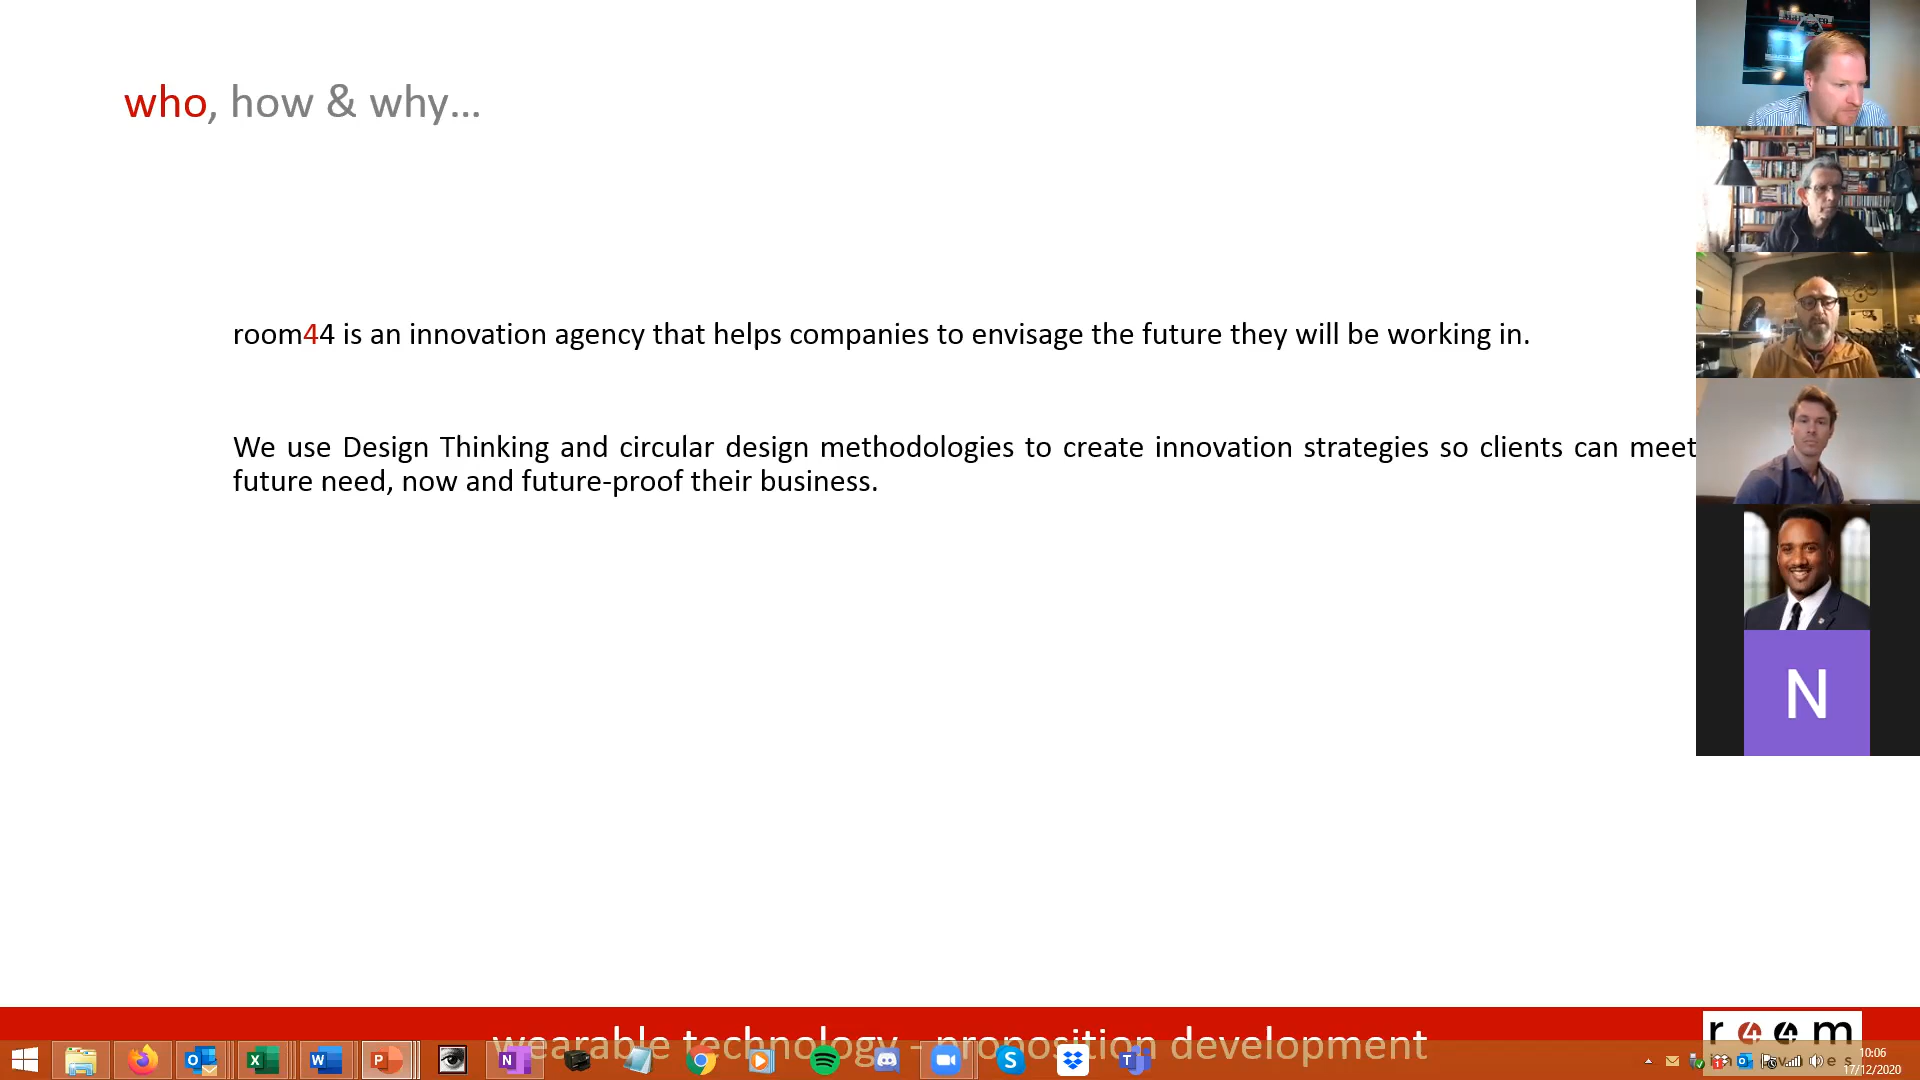 who, how & why...
room44 is an innovation agency that helps companies to envisage the future they will be working in.
We use Design Thinking and circular design methodologies to create innovation strategies so clients can meet
future need, now and future-proof their business.
N
wearable technology - proposition development
r44m
10:06
17/12/2020